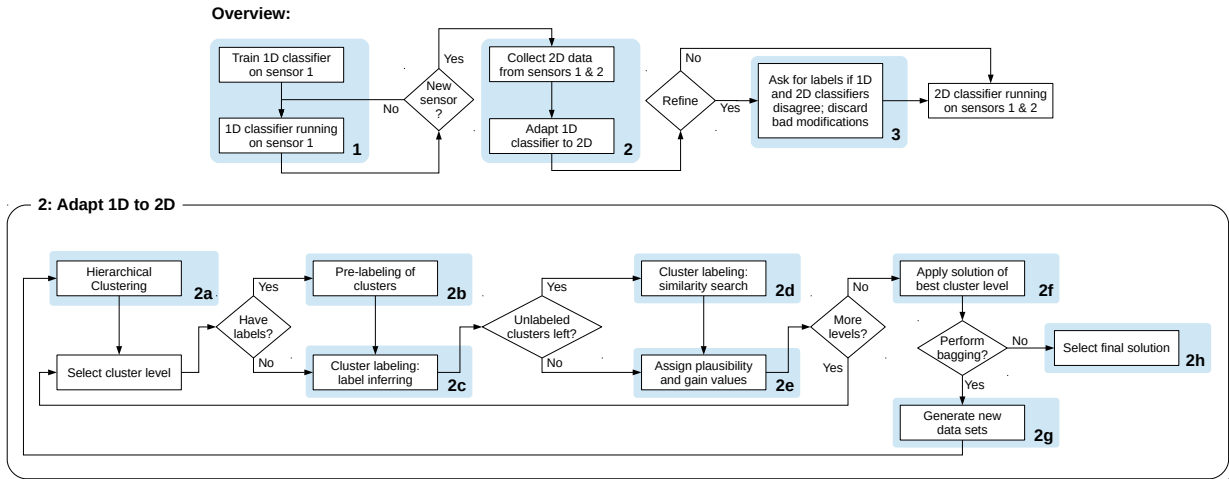 Overview:
Train 1D classifier
on sensor 1
1D classifier running
on sensor 1
1
New
sensor
?
Yes
No
Collect 2D data
from sensors 1 & 2
Adapt 1D
classifier to 2D
2
Refine
No
Yes
Ask for labels if 1D
and 2D classifiers
disagree; discard
bad modifications
3
2D classifier running
on sensors 1 & 2
2: Adapt 1D to 2D
Hierarchical
Clustering
2a
Select cluster level
Have
labels?
Yes
No
Pre-labeling of
clusters
2b
Cluster labeling:
label inferring
2c
Unlabeled
clusters left?
Yes
No
Cluster labeling:
similarity search
2d
Assign plausibility
and gain values
2e
More
levels?
No
Yes
Apply solution of
best cluster level
2f
Perform
bagging?
No
Yes
Select final solution
2h
Generate new
data sets
2g